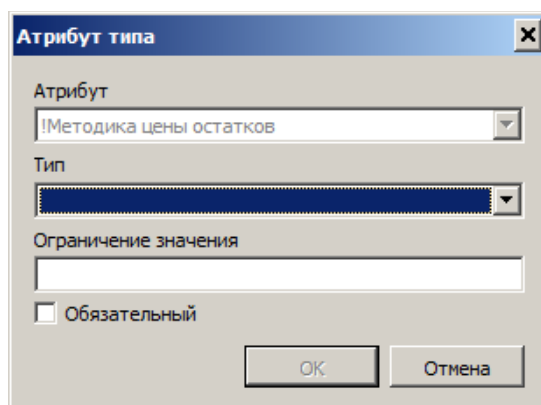 Атрибут типа
Атрибут
!Методика цены остатков
Тип
Ограничение значения
Обязательный
OK
Отмена